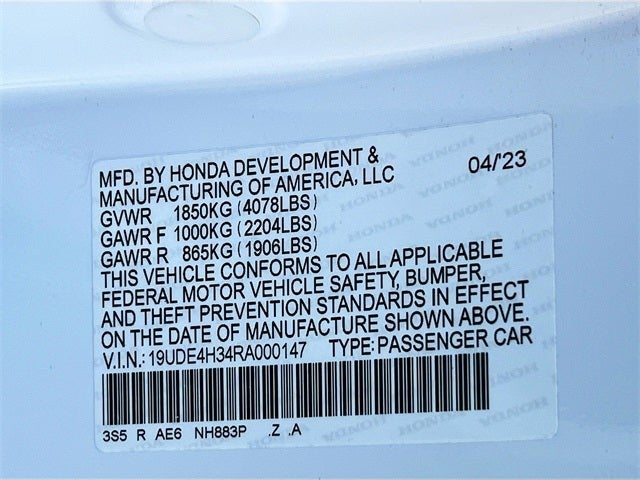 MFD. BY HONDA DEVELOPMENT & 04/'23
MANUFACTURING OF AMERICA, LLC
GVWR 1850KG (4078LBS)
GAWR F 1000KG (2204LBS)
GAWR R 865KG (1906LBS)
THIS VEHICLE CONFORMS TO ALL APPLICABLE
FEDERAL MOTOR VEHICLE SAFETY, BUMPER,
AND THEFT PREVENTION STANDARDS IN EFFECT
ON THE DATE OF MANUFACTURE SHOWN ABOVE.
V.I.N.: 19UDE4H34RA000147 TYPE: PASSENGER CAR
3S5 R AE6 NH883P .Z .A